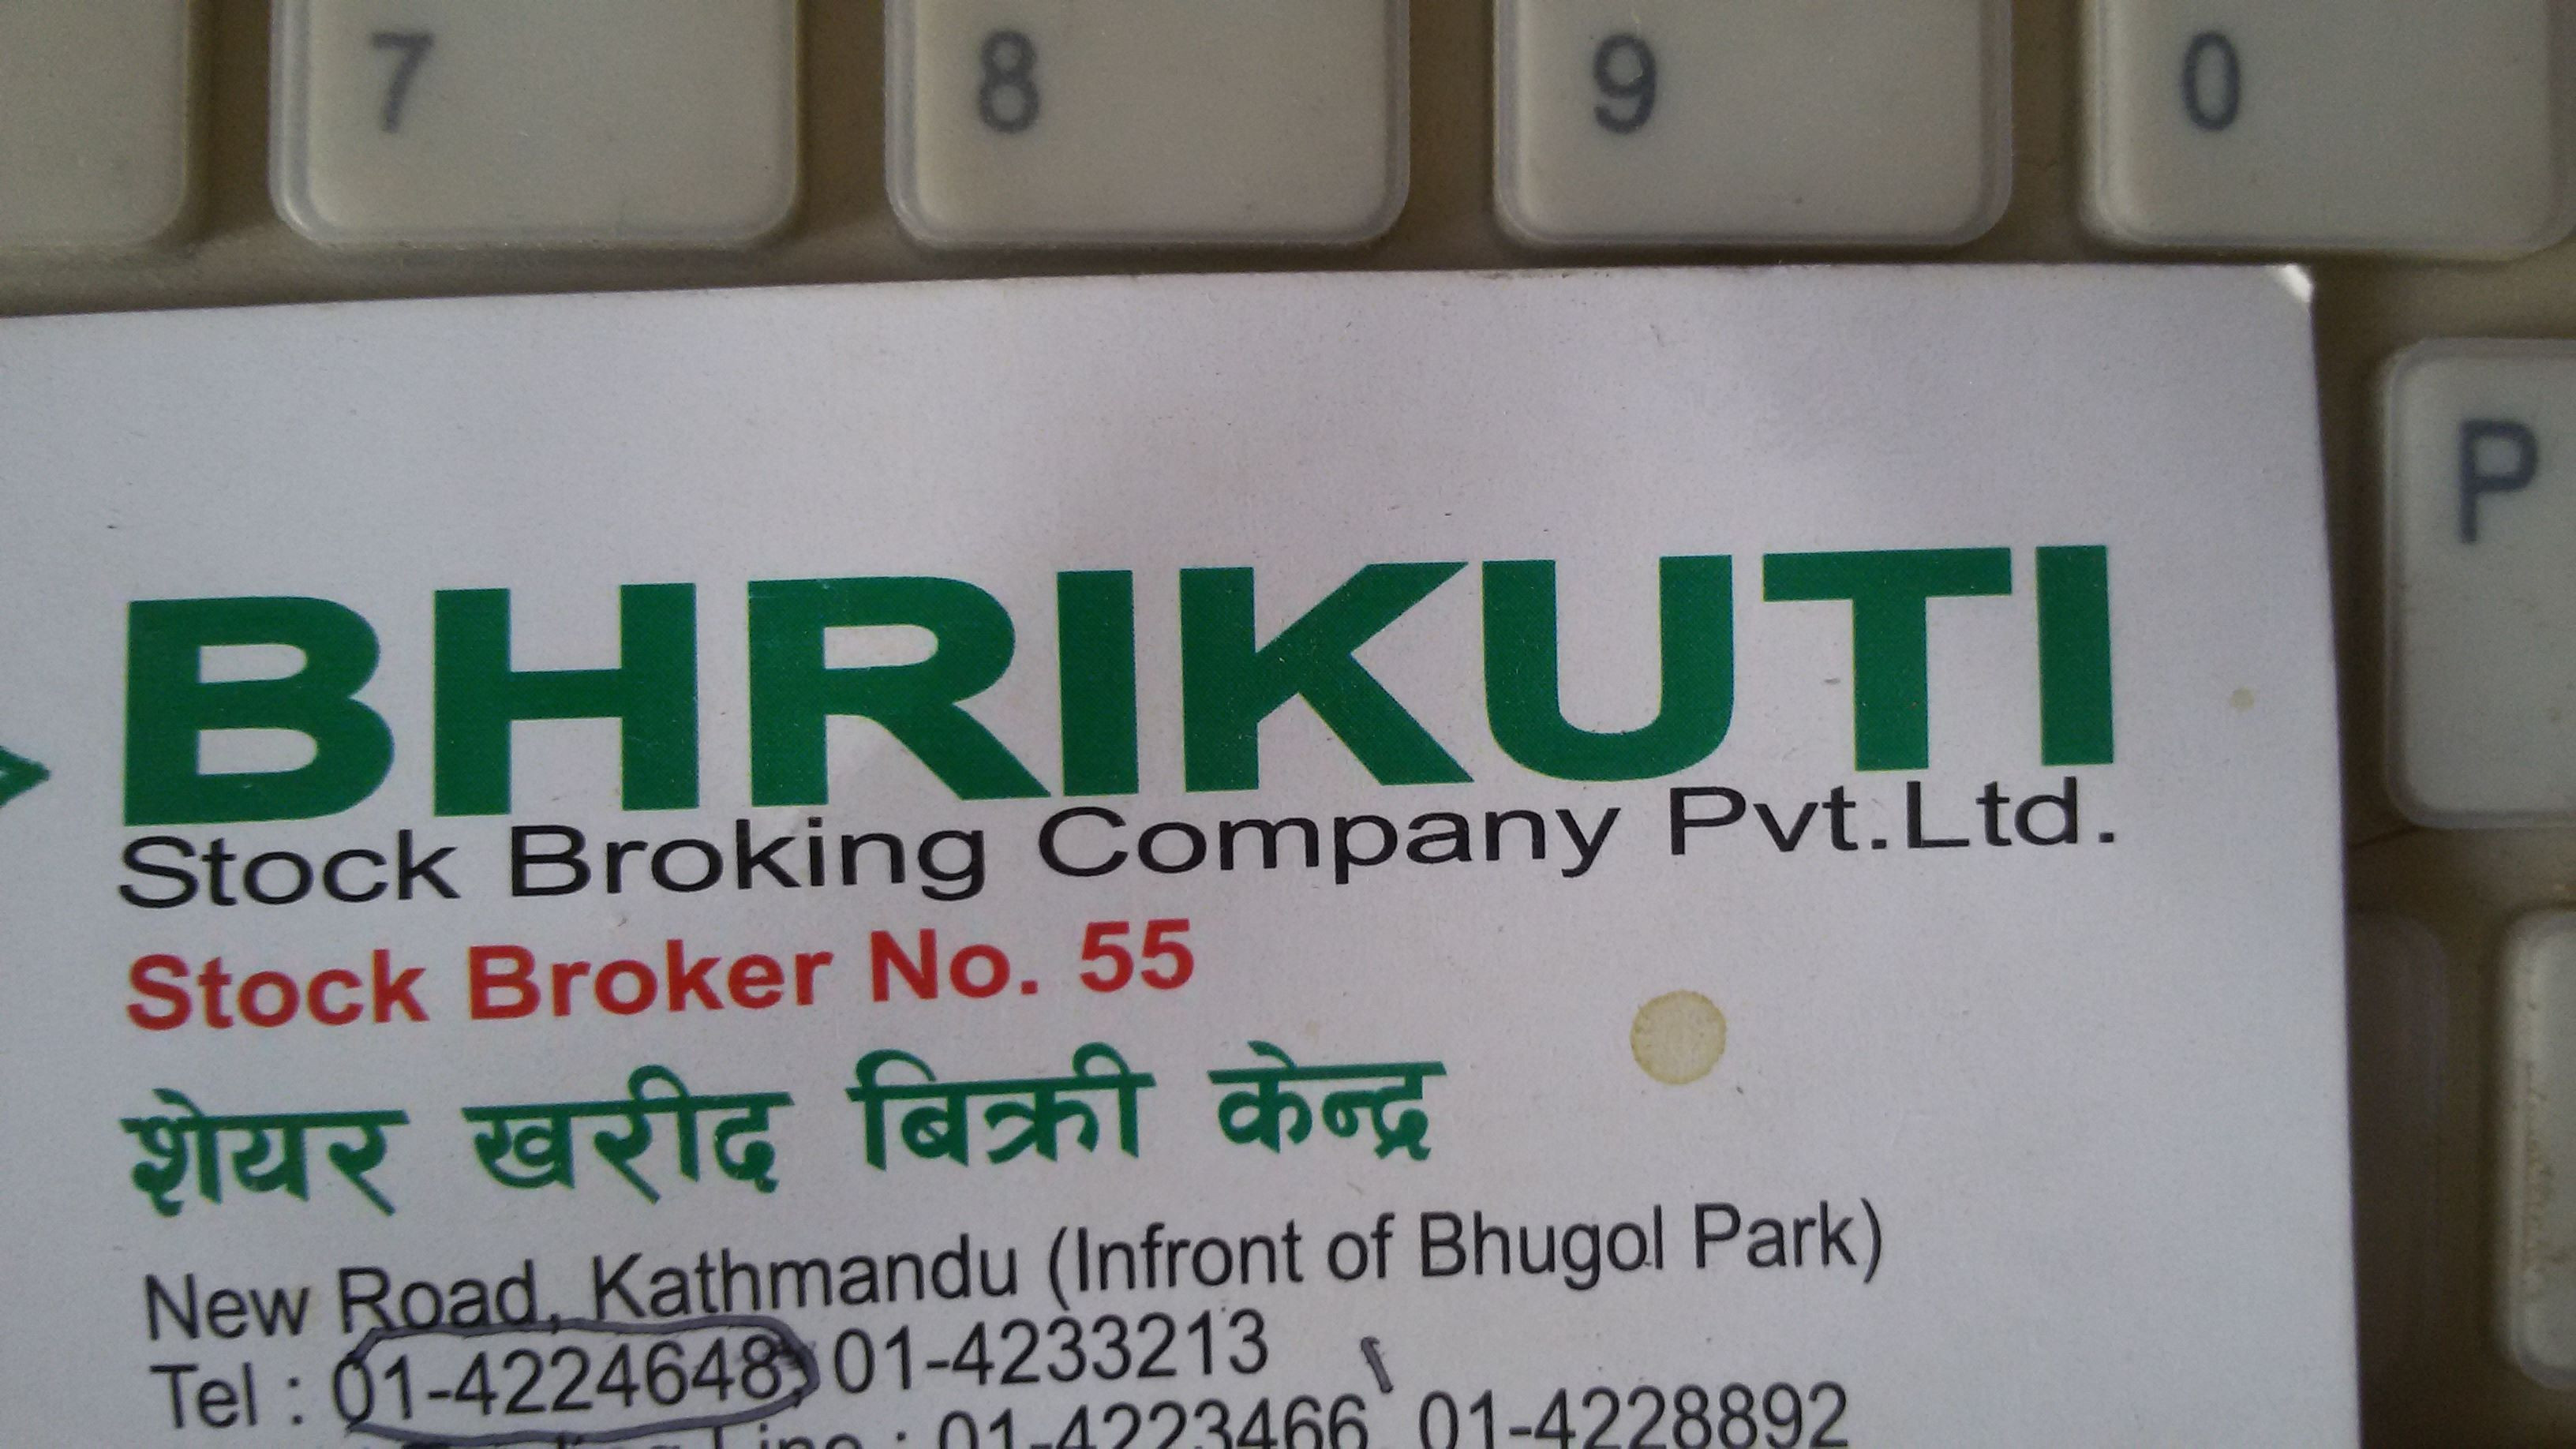 7 8 9 0
P
BHRIKUTI
Stock Broking Company Pvt.Ltd.
Stock Broker No. 55
शेयर खरीद बिक्री केन्द्र
New Road, Kathmandu (Infront of Bhugol Park)
Tel : 01-4224648, 01-4233213
Line : 01-4223466, 01-4228892